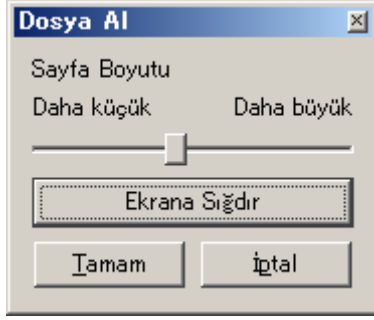 Dosya Al
Sayfa Boyutu
Daha küçük Daha büyük
Ekrana Sığdır
Tamam İptal